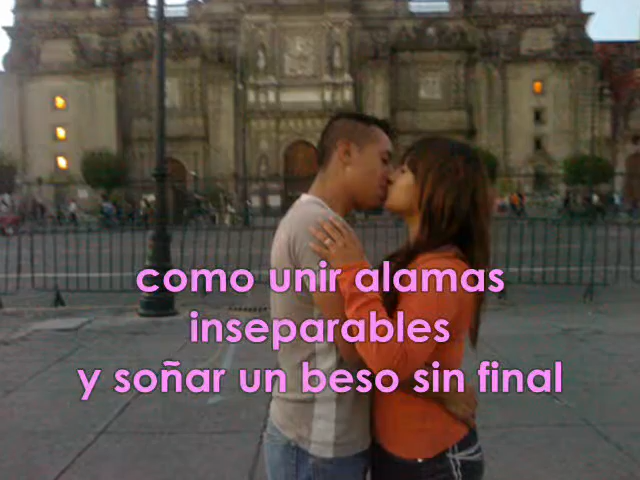 como unir alamas
inseparables
y soñar un beso sin final